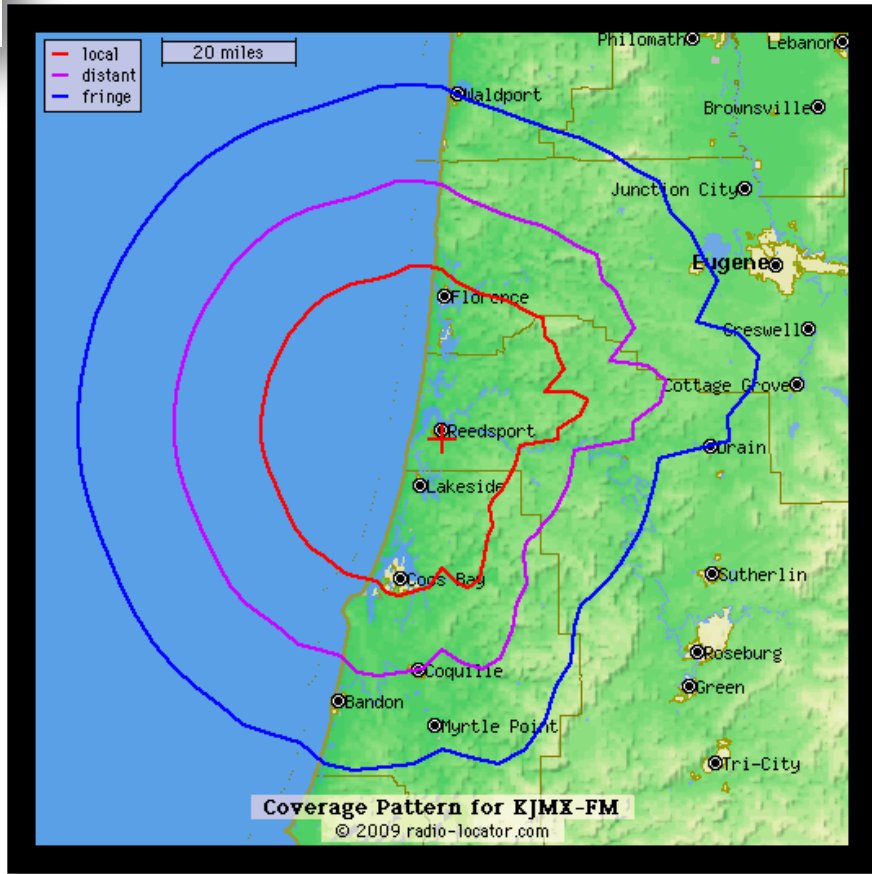 local
distant
fringe
20 miles
Philomath
Lebanon
Waldport
Brownsville
Junction City
Eugene
Florence
Creswell
Cottage Grove
Reedsport
Drain
Lakeside
Coos Bay
Sutherlin
Roseburg
Coquille
Green
Bandon
Myrtle Point
Tri-City
Coverage Pattern for KJMX-FM
© 2009 radio-locator.com